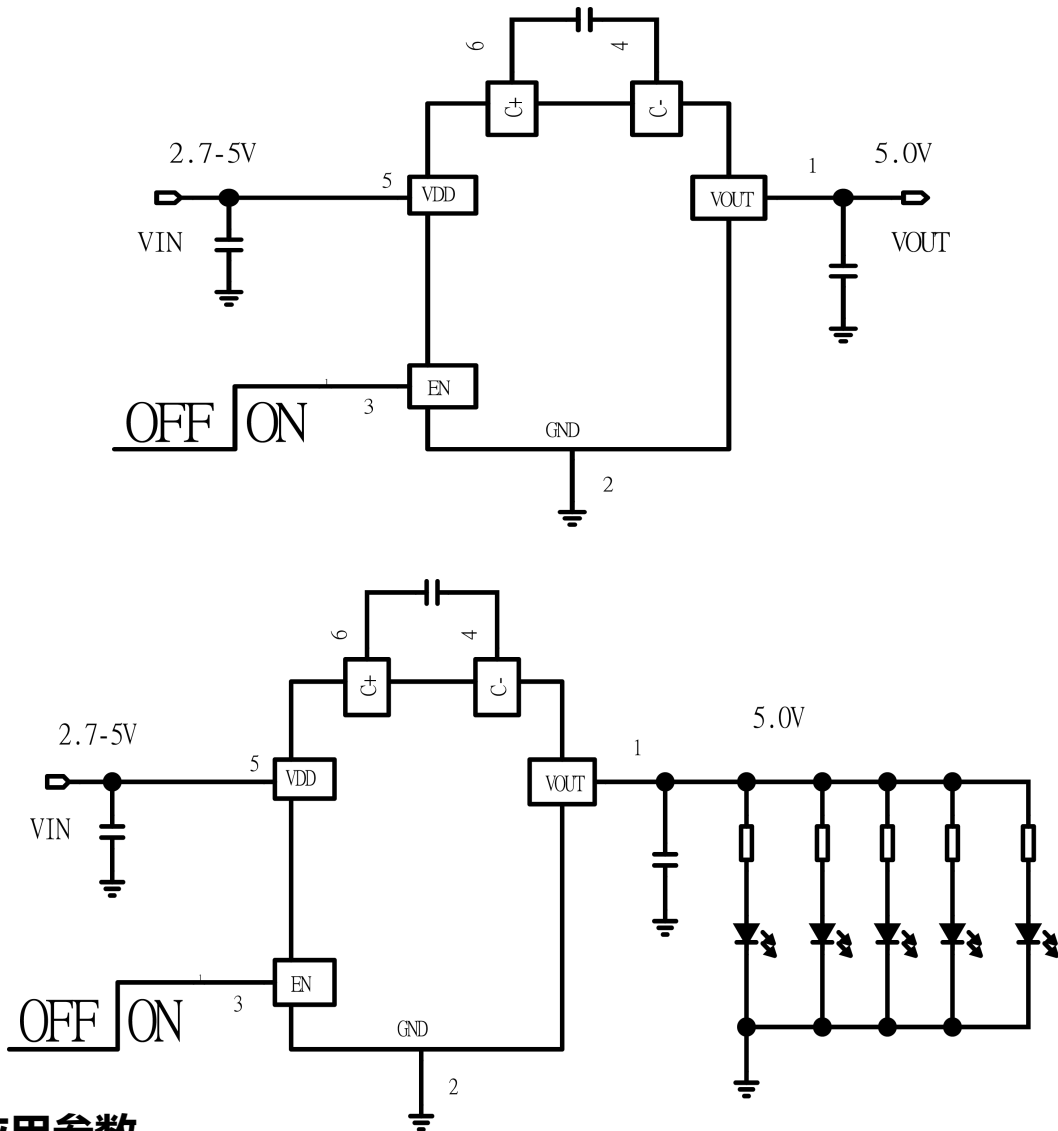 6
4
C+
C-
2.7-5V
5
VDD
VIN
VOUT
1
5.0V
VOUT
EN
3
OFF
ON
GND
2
6
4
C+
C-
2.7-5V
5
VDD
VIN
VOUT
1
5.0V
EN
3
OFF
ON
GND
2